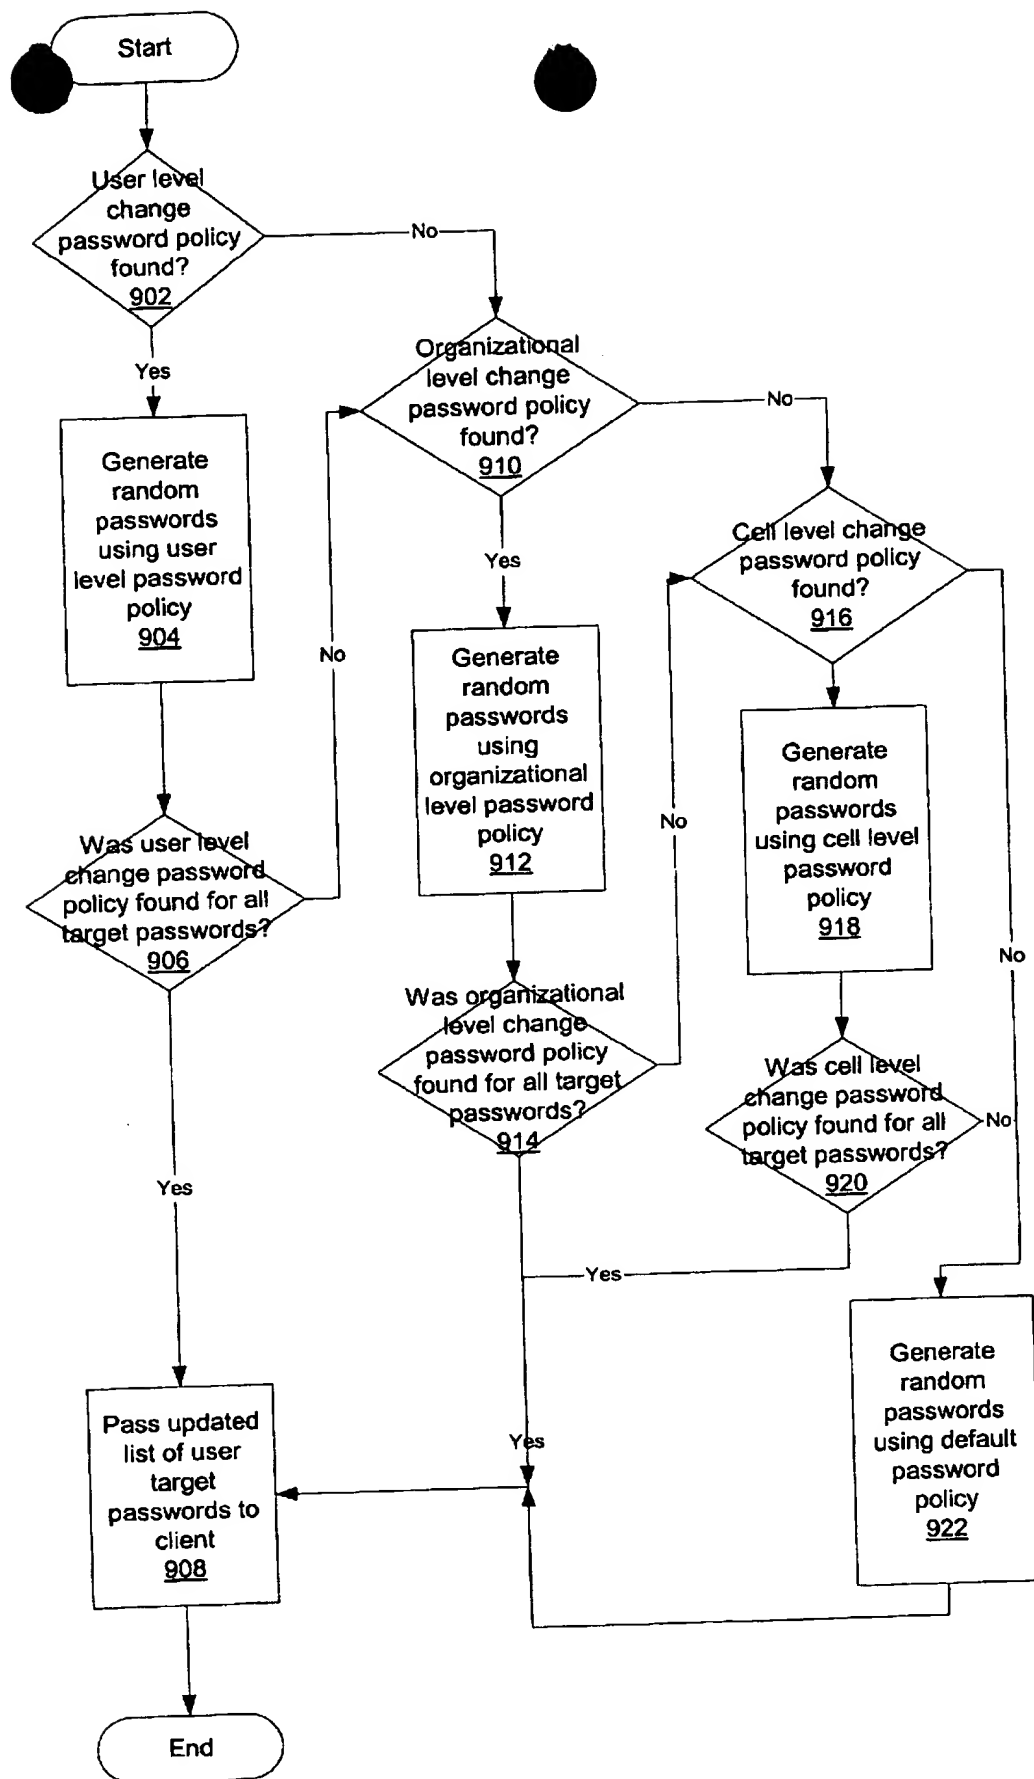 Start
User level
change
password policy
found?
902
No
Yes
Organizational
level change
password policy
found?
910
No
Generate
random
passwords
using user
level password
policy
904
No
Yes
Cell level change
password policy
found?
916
Generate
random
passwords
using
organizational
level password
policy
912
No
Generate
random
passwords
using cell level
password
policy
918
No
Was user level
change password
policy found for all
target passwords?
906
Was organizational
level change
password policy
found for all target
passwords?
914
Was cell level
change password
policy found for all
target passwords?
920
No
Yes
Yes
Generate
random
passwords
using default
password
policy
922
Yes
Pass updated
list of user
target
passwords to
client
908
End